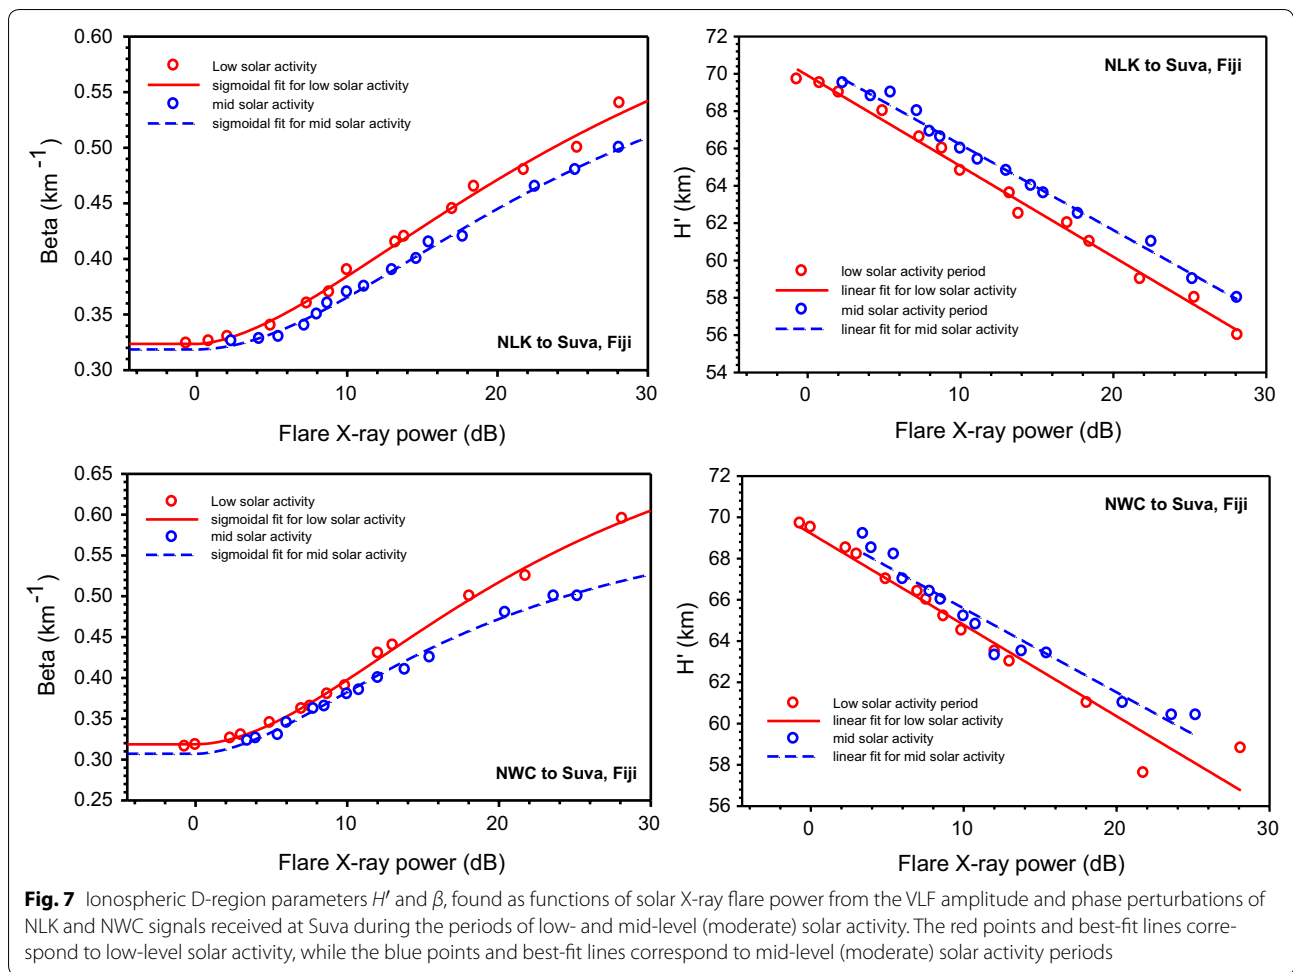 0.60
0.55
0.50
0.45
0.40
0.35
0.30
Beta (km⁻¹)
Low solar activity
sigmoidal fit for low solar activity
mid solar activity
sigmoidal fit for mid solar activity
NLK to Suva, Fiji
0 10 20 30
Flare X-ray power (dB)
72
70
68
66
64
62
60
58
56
54
H' (km)
NLK to Suva, Fiji
low solar activity period
linear fit for low solar activity
mid solar activity period
linear fit for mid solar activity
0 10 20 30
Flare X-ray power (dB)
0.65
0.60
0.55
0.50
0.45
0.40
0.35
0.30
0.25
Beta (km⁻¹)
Low solar activity
sigmoidal fit for low solar activity
mid solar activity
sigmoidal fit for mid solar activity
NWC to Suva, Fiji
0 10 20 30
Flare X-ray power (dB)
72
70
68
66
64
62
60
58
56
H' (km)
NWC to Suva, Fiji
Low solar activity period
linear fit for low solar activity
mid solar activity
linear fit for mid solar activity
0 10 20 30
Flare X-ray power (dB)
Fig. 7 Ionospheric D-region parameters H′ and β, found as functions of solar X-ray flare power from the VLF amplitude and phase perturbations of
NLK and NWC signals received at Suva during the periods of low- and mid-level (moderate) solar activity. The red points and best-fit lines corre-
spond to low-level solar activity, while the blue points and best-fit lines correspond to mid-level (moderate) solar activity periods